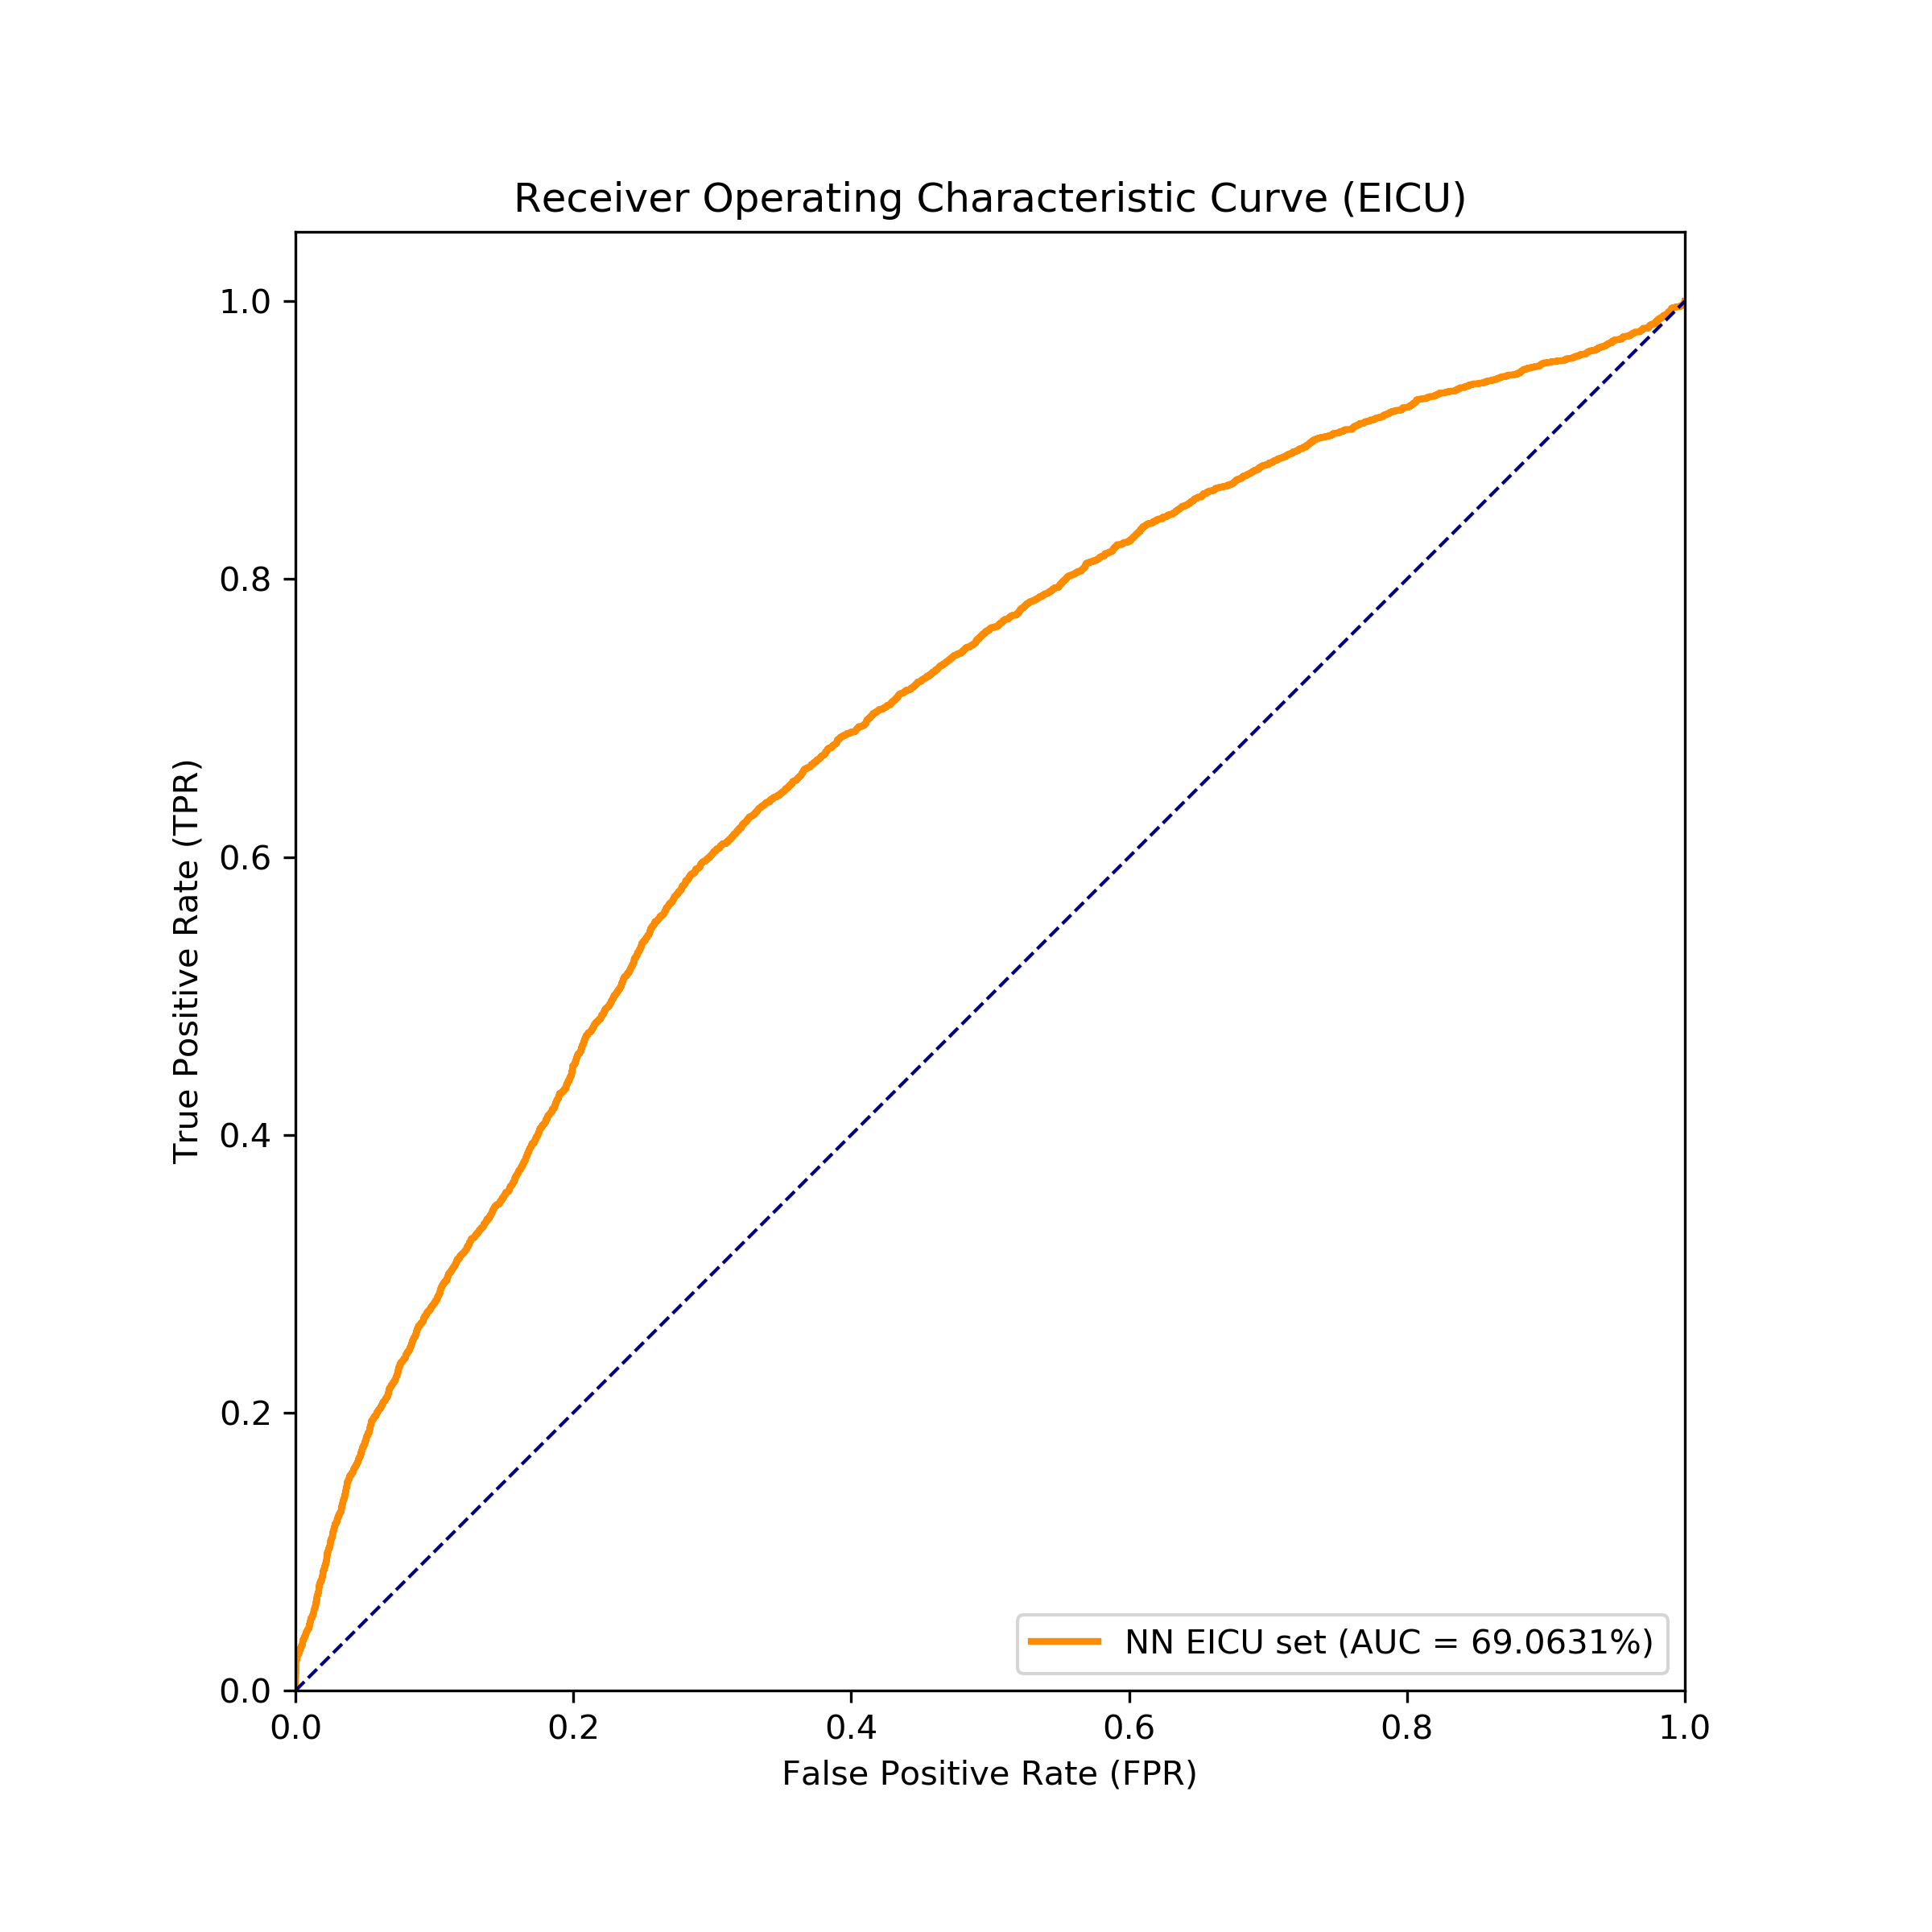 Receiver Operating Characteristic Curve (EICU)
1.0
0.8
0.6
0.4
0.2
0.0
True Positive Rate (TPR)
NN EICU set (AUC = 69.0631%)
0.0 0.2 0.4 0.6 0.8 1.0
False Positive Rate (FPR)